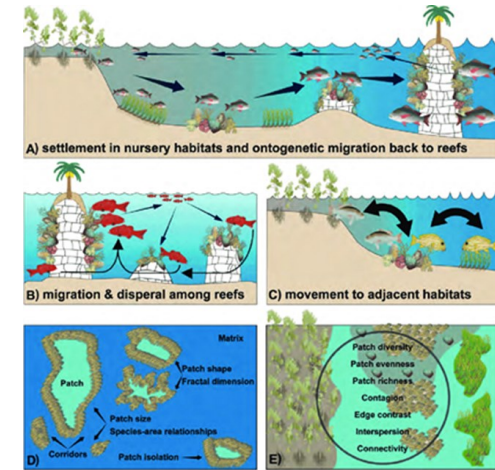 A) settlement in nursery habitats and ontogenetic migration back to reefs
B) migration & disperal among reefs
C) movement to adjacent habitats
Matrix
Patch
Patch shape
Fractal dimension
Patch size
Species-area relationships
Corridors
Patch isolation
D)
Patch diversity
Patch evenness
Patch richness
Contagion
Edge contrast
Interspersion
Connectivity
E)